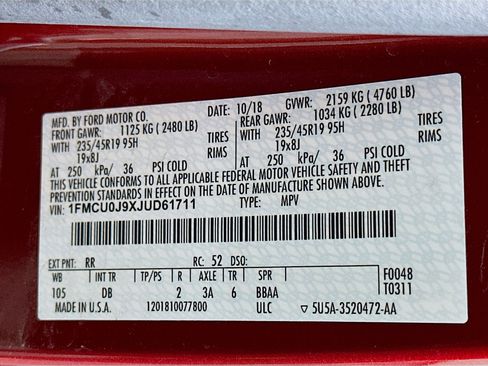 MFD. BY FORD MOTOR CO. 10/18 GVWR: 2159 KG ( 4760 LB)
FRONT GAWR: 1125 KG ( 2480 LB) REAR GAWR: 1034 KG ( 2280 LB)
WITH 235/45R19 95H TIRES WITH 235/45R19 95H TIRES
19x8J RIMS 19x8J RIMS
AT 250 kPa/ 36 PSI COLD AT 250 kPa/ 36 PSI COLD
THIS VEHICLE CONFORMS TO ALL APPLICABLE FEDERAL MOTOR VEHICLE SAFETY AND THEFT
PREVENTION STANDARDS IN EFFECT ON THE DATE OF MANUFACTURE SHOWN ABOVE.
VIN: 1FMCU0J9XJUD61711 TYPE: MPV
EXT PNT: RR RC: 52 DSO:
WB INT TR TP/PS R AXLE TR SPR F0048
105 DB 2 3A 6 BBAA T0311
MADE IN U.S.A. 1201810077800 ULC ▽ 5U5A-3520472-AA